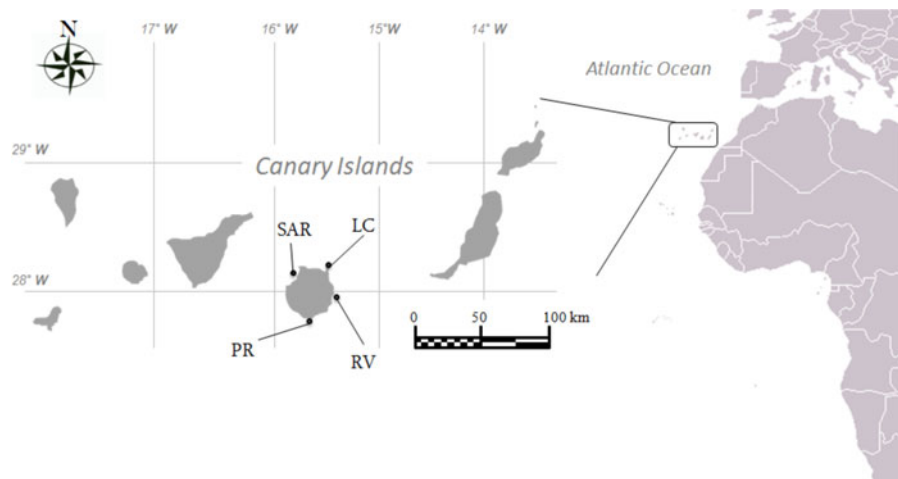 N
17° W
16° W
15° W
14° W
Atlantic Ocean
29° W
Canary Islands
SAR
LC
28° W
0
50
100 km
PR
RV